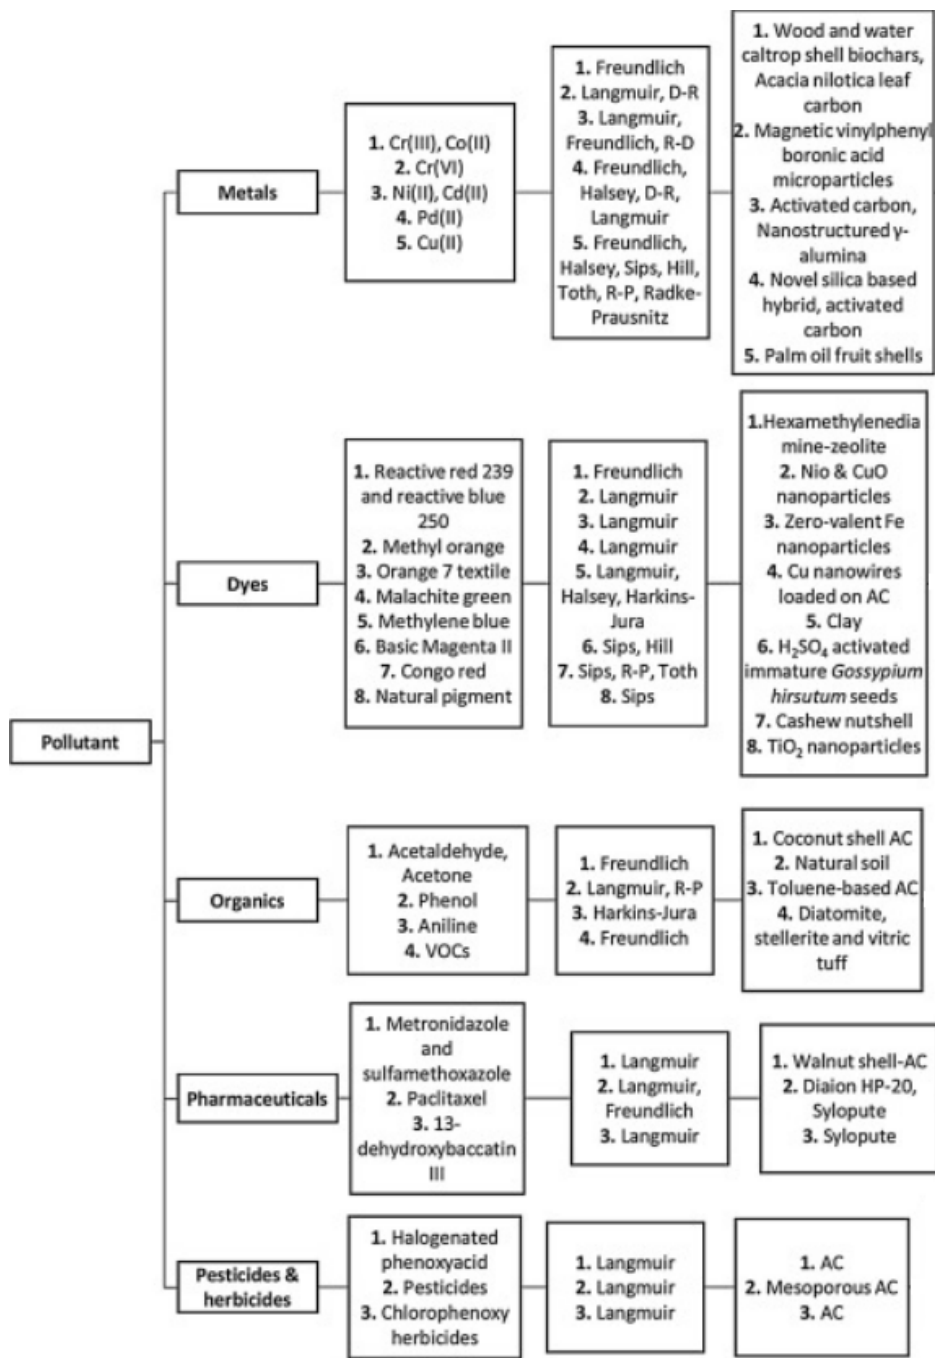 Pollutant
Metals
1. Cr(III), Co(II)
2. Cr(VI)
3. Ni(II), Cd(II)
4. Pd(II)
5. Cu(II)
1. Freundlich
2. Langmuir, D-R
3. Langmuir,
Freundlich, R-D
4. Freundlich,
Halsey, D-R,
Langmuir
5. Freundlich,
Halsey, Sips, Hill,
Toth, R-P, Radke-
Prausnitz
1. Wood and water
caltrop shell biochars,
Acacia nilotica leaf
carbon
2. Magnetic vinylphenyl
boronic acid
microparticles
3. Activated carbon,
Nanostructured γ-
alumina
4. Novel silica based
hybrid, activated
carbon
5. Palm oil fruit shells
Dyes
1. Reactive red 239
and reactive blue
250
2. Methyl orange
3. Orange 7 textile
4. Malachite green
5. Methylene blue
6. Basic Magenta II
7. Congo red
8. Natural pigment
1. Freundlich
2. Langmuir
3. Langmuir
4. Langmuir
5. Langmuir,
Halsey, Harkins-
Jura
6. Sips, Hill
7. Sips, R-P, Toth
8. Sips
1.Hexamethylenedia
mine-zeolite
2. Nio & CuO
nanoparticles
3. Zero-valent Fe
nanoparticles
4. Cu nanowires
loaded on AC
5. Clay
6. H₂SO₄ activated
immature Gossypium
hirsutum seeds
7. Cashew nutshell
8. TiO₂ nanoparticles
Organics
1. Acetaldehyde,
Acetone
2. Phenol
3. Aniline
4. VOCs
1. Freundlich
2. Langmuir, R-P
3. Harkins-Jura
4. Freundlich
1. Coconut shell AC
2. Natural soil
3. Toluene-based AC
4. Diatomite,
stellerite and vitric
tuff
Pharmaceuticals
1. Metronidazole
and
sulfamethoxazole
2. Paclitaxel
3. 13-
dehydroxybaccatin
III
1. Langmuir
2. Langmuir,
Freundlich
3. Langmuir
1. Walnut shell-AC
2. Diaion HP-20,
Sylopute
3. Sylopute
Pesticides &
herbicides
1. Halogenated
phenoxyacid
2. Pesticides
3. Chlorophenoxy
herbicides
1. Langmuir
2. Langmuir
3. Langmuir
1. AC
2. Mesoporous AC
3. AC